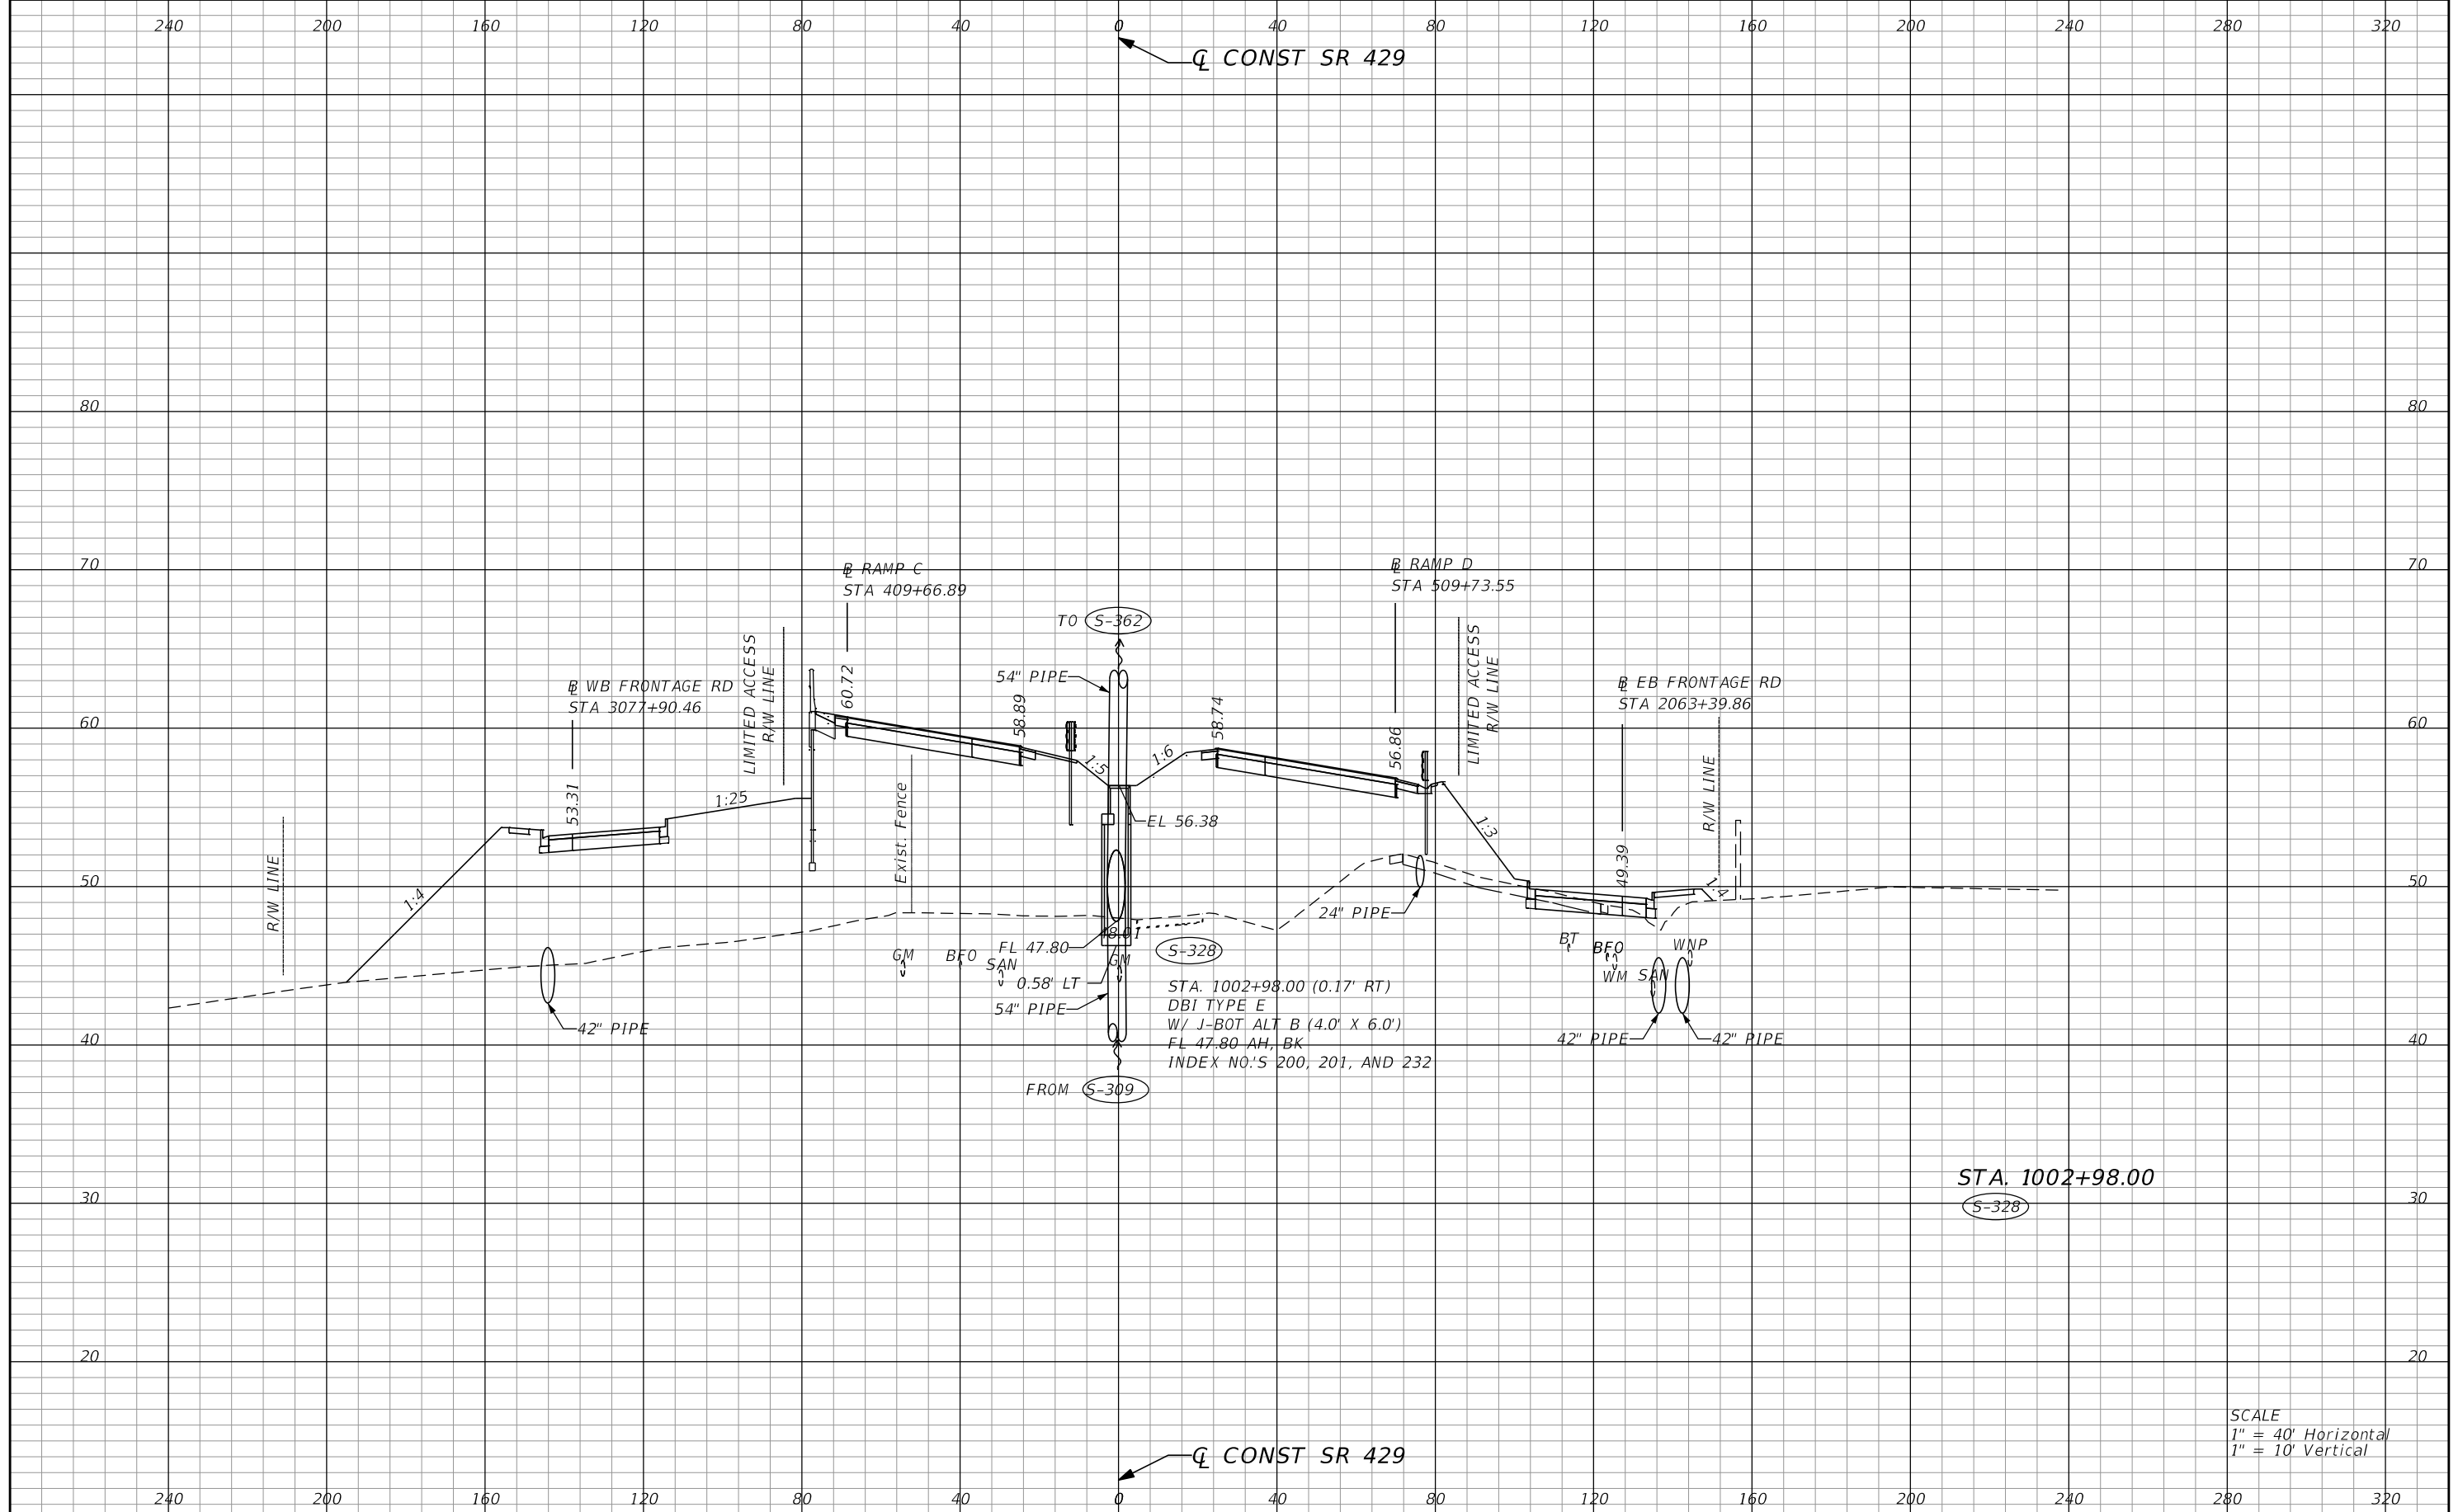 240 200 160 120 80 40 0 40 80 120 160 200 240 280 320
℄ CONST SR 429
80 80
70 70
60 60
50 50
40 40
30 30
20 20
R/W LINE
1:4
42" PIPE
B WB FRONTAGE RD
STA 3077+90.46
53.31
1:25
LIMITED ACCESS
R/W LINE
B RAMP C
STA 409+66.89
60.72
Exist. Fence
58.89
1:5
TO S-362
54" PIPE
1:6
58.74
EL 56.38
B RAMP D
STA 509+73.55
56.86
LIMITED ACCESS
R/W LINE
1:3
B EB FRONTAGE RD
STA 2063+39.86
49.39
R/W LINE
1:4
24" PIPE
GM
BFO
SAN
FL 47.80
0.58' LT
54" PIPE
GM
S-328
STA. 1002+98.00 (0.17' RT)
DBI TYPE E
W/ J-BOT ALT B (4.0' X 6.0')
FL 47.80 AH, BK
INDEX NO.'S 200, 201, AND 232
FROM S-309
BT
BFO
WM
SAN
WNP
42" PIPE
42" PIPE
STA. 1002+98.00
S-328
SCALE
1" = 40' Horizontal
1" = 10' Vertical
℄ CONST SR 429
240 200 160 120 80 40 0 40 80 120 160 200 240 280 320